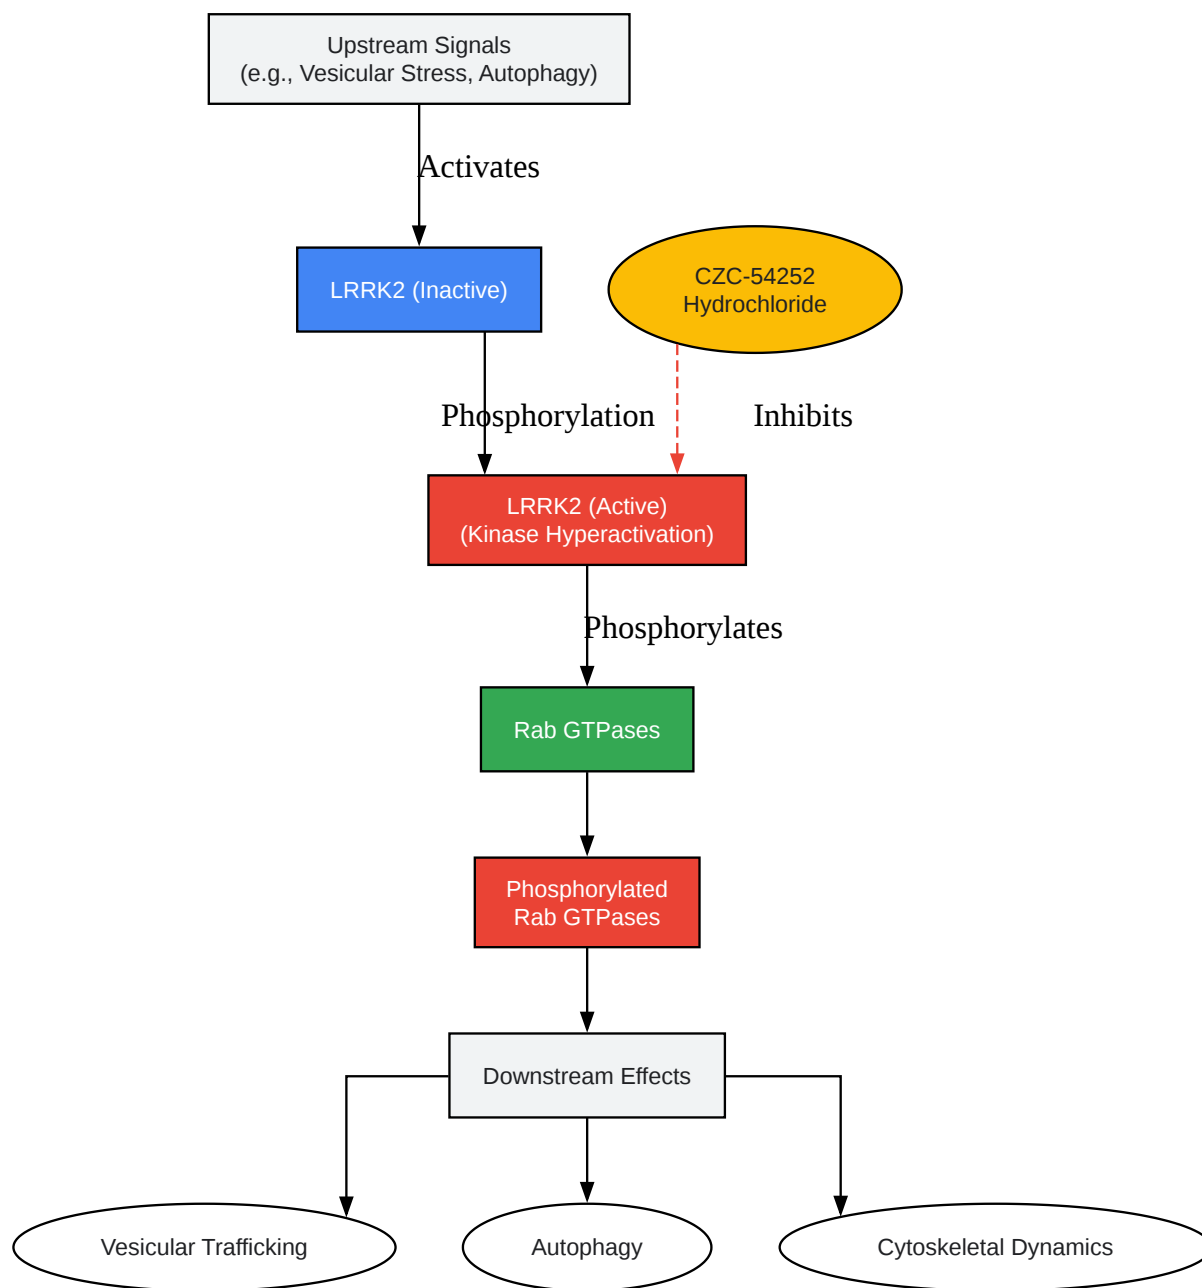 Upstream Signals
(e.g., Vesicular Stress, Autophagy)
Activates
LRRK2 (Inactive)
CZC-54252
Hydrochloride
Phosphorylation
Inhibits
LRRK2 (Active)
(Kinase Hyperactivation)
Phosphorylates
Rab GTPases
Phosphorylated
Rab GTPases
Downstream Effects
Vesicular Trafficking
Autophagy
Cytoskeletal Dynamics